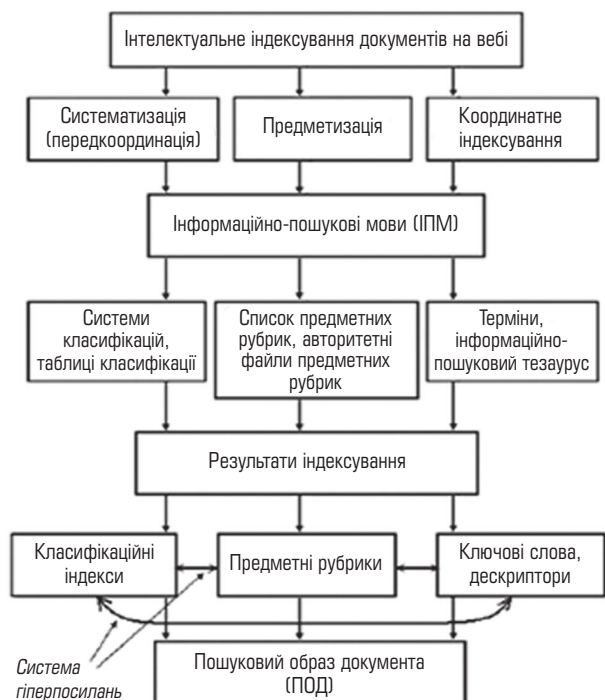 Інтелектуальне індексування документів на вебі
Систематизація
(передкоординація)
Предметизація
Координатне
індексування
Інформаційно-пошукові мови (ІПМ)
Системи
класифікацій,
таблиці класифікації
Список предметних
рубрик, авторитетні
файли предметних
рубрик
Терміни,
інформаційно-
пошуковий тезаурус
Результати індексування
Класифікаційні
індекси
Предметні рубрики
Ключові слова,
дескриптори
Система
гіперпосилань
Пошуковий образ документа
(ПОД)